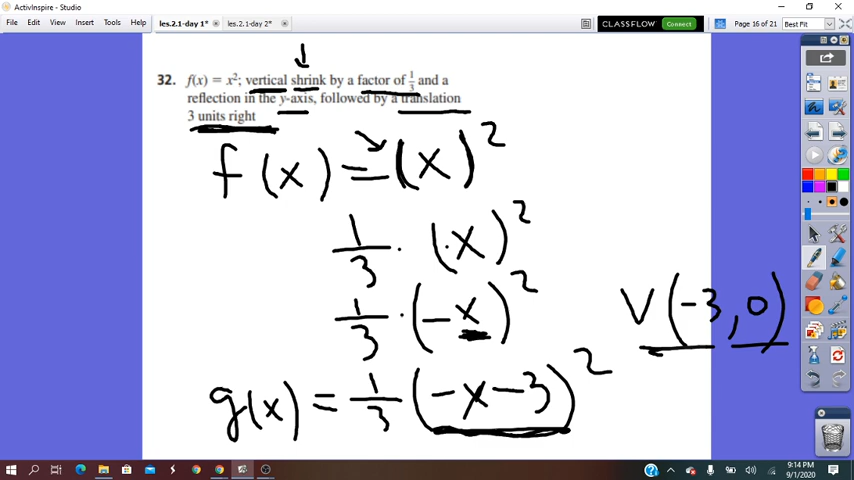 ActivInspire - Studio
File Edit View Insert Tools Help
les.2.1-day 1* les.2.1-day 2*
CLASSFLOW Connect
Page 16 of 21 Best Fit
32. f(x) = x²; vertical shrink by a factor of 1/3 and a
reflection in the y-axis, followed by a translation
3 units right
f(x) = (x)²
1/3 · (·x)²
1/3 · (-x)²
V(-3,0)
g(x) = 1/3 (-x-3)²
9:14 PM
9/1/2020